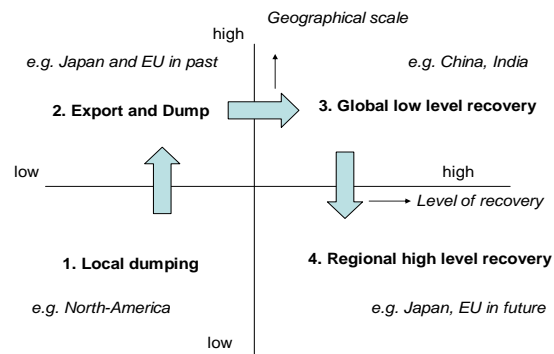 Geographical scale
high
e.g. Japan and EU in past
e.g. China, India
2. Export and Dump
3. Global low level recovery
low
high
Level of recovery
1. Local dumping
4. Regional high level recovery
e.g. North-America
e.g. Japan, EU in future
low